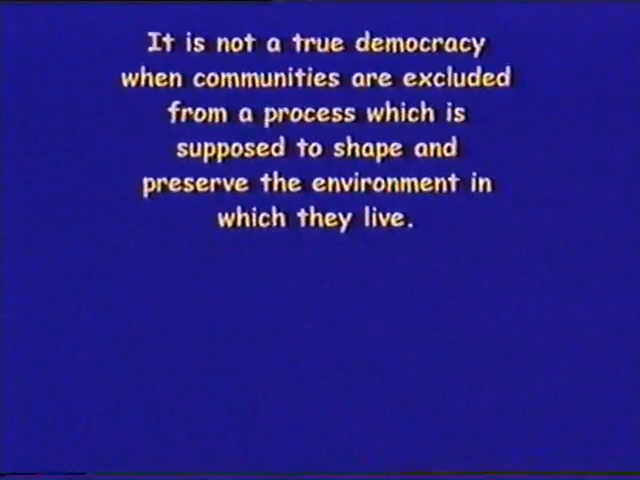 It is not a true democracy
when communities are excluded
from a process which is
supposed to shape and
preserve the environment in
which they live.